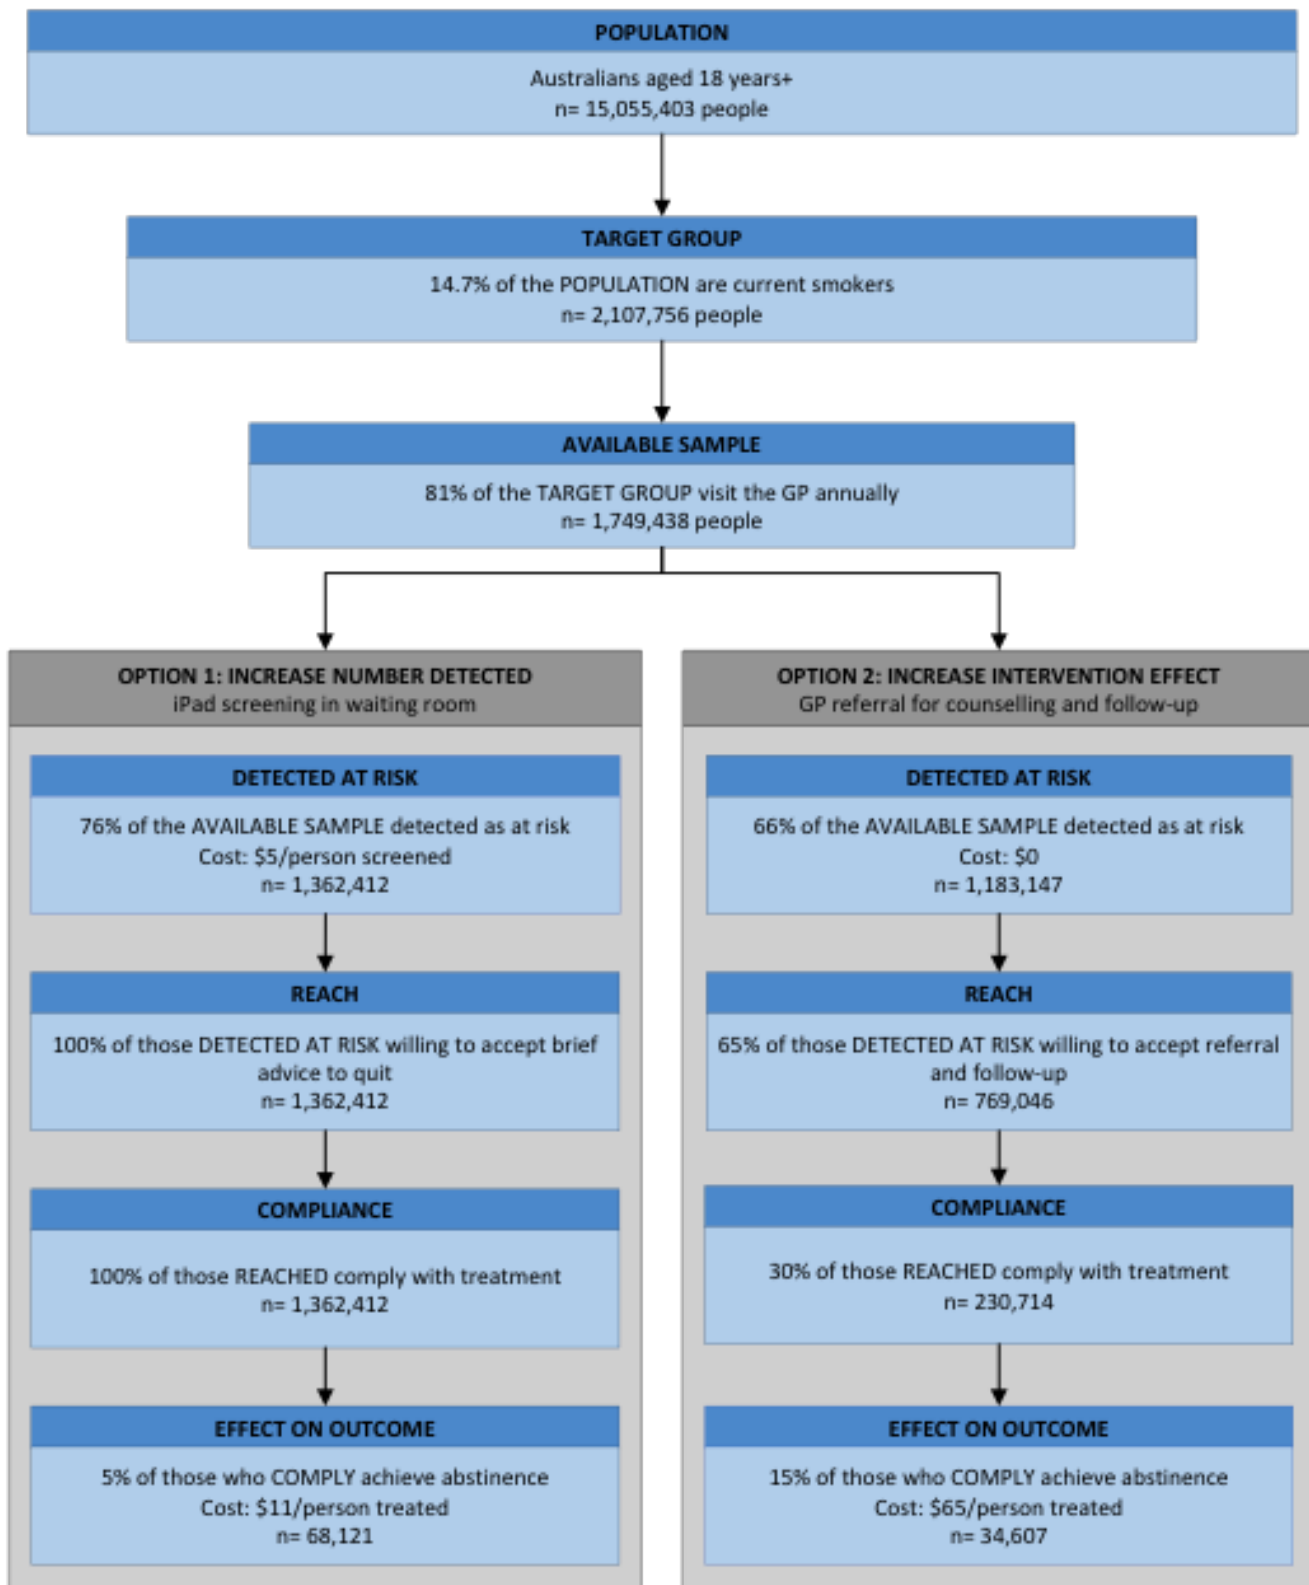 POPULATION
Australians aged 18 years+
n= 15,055,403 people
TARGET GROUP
14.7% of the POPULATION are current smokers
n= 2,107,756 people
AVAILABLE SAMPLE
81% of the TARGET GROUP visit the GP annually
n= 1,749,438 people
OPTION 1: INCREASE NUMBER DETECTED
iPad screening in waiting room
DETECTED AT RISK
76% of the AVAILABLE SAMPLE detected as at risk
Cost: $5/person screened
n= 1,362,412
REACH
100% of those DETECTED AT RISK willing to accept brief
advice to quit
n= 1,362,412
COMPLIANCE
100% of those REACHED comply with treatment
n= 1,362,412
EFFECT ON OUTCOME
5% of those who COMPLY achieve abstinence
Cost: $11/person treated
n= 68,121
OPTION 2: INCREASE INTERVENTION EFFECT
GP referral for counselling and follow-up
DETECTED AT RISK
66% of the AVAILABLE SAMPLE detected as at risk
Cost: $0
n= 1,183,147
REACH
65% of those DETECTED AT RISK willing to accept referral
and follow-up
n= 769,046
COMPLIANCE
30% of those REACHED comply with treatment
n= 230,714
EFFECT ON OUTCOME
15% of those who COMPLY achieve abstinence
Cost: $65/person treated
n= 34,607